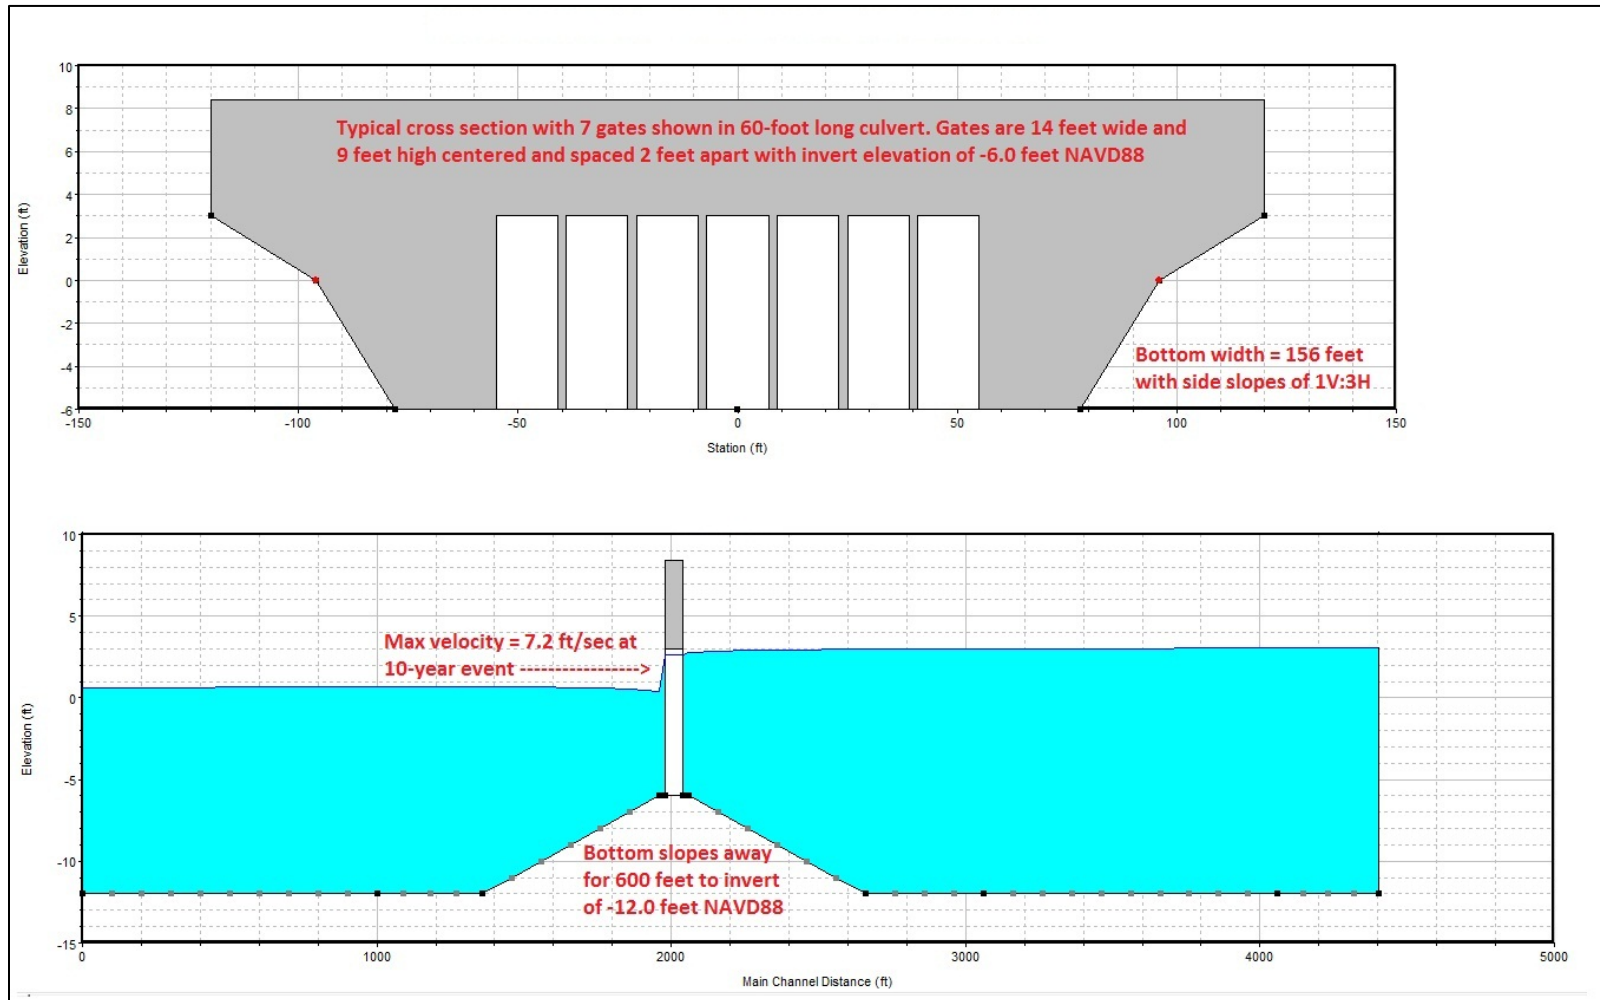 10
8
6
4
2
0
-2
-4
-6
Elevation (ft)
Typical cross section with 7 gates shown in 60-foot long culvert. Gates are 14 feet wide and
9 feet high centered and spaced 2 feet apart with invert elevation of -6.0 feet NAVD88
Bottom width = 156 feet
with side slopes of 1V:3H
-150
-100
-50
0
50
100
150
Station (ft)
10
5
0
-5
-10
-15
Elevation (ft)
Max velocity = 7.2 ft/sec at
10-year event ----------------->
Bottom slopes away
for 600 feet to invert
of -12.0 feet NAVD88
0
1000
2000
3000
4000
5000
Main Channel Distance (ft)